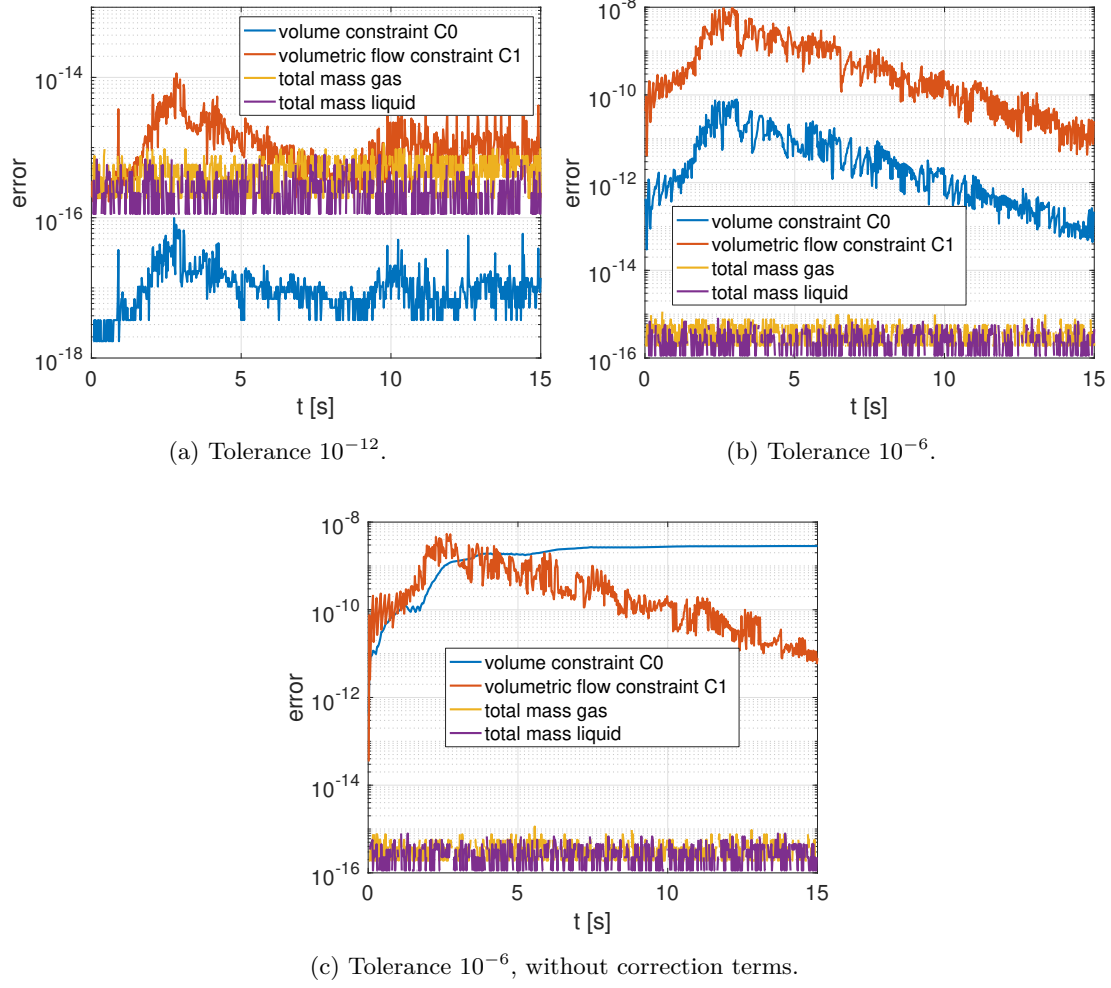 volume constraint C0
volumetric flow constraint C1
total mass gas
total mass liquid
10^-14
10^-16
10^-18
error
0 5 10 15
t [s]
(a) Tolerance 10^-12.
10^-8
10^-10
10^-12
10^-14
10^-16
error
volume constraint C0
volumetric flow constraint C1
total mass gas
total mass liquid
0 5 10 15
t [s]
(b) Tolerance 10^-6.
10^-8
10^-10
10^-12
10^-14
10^-16
error
volume constraint C0
volumetric flow constraint C1
total mass gas
total mass liquid
0 5 10 15
t [s]
(c) Tolerance 10^-6, without correction terms.